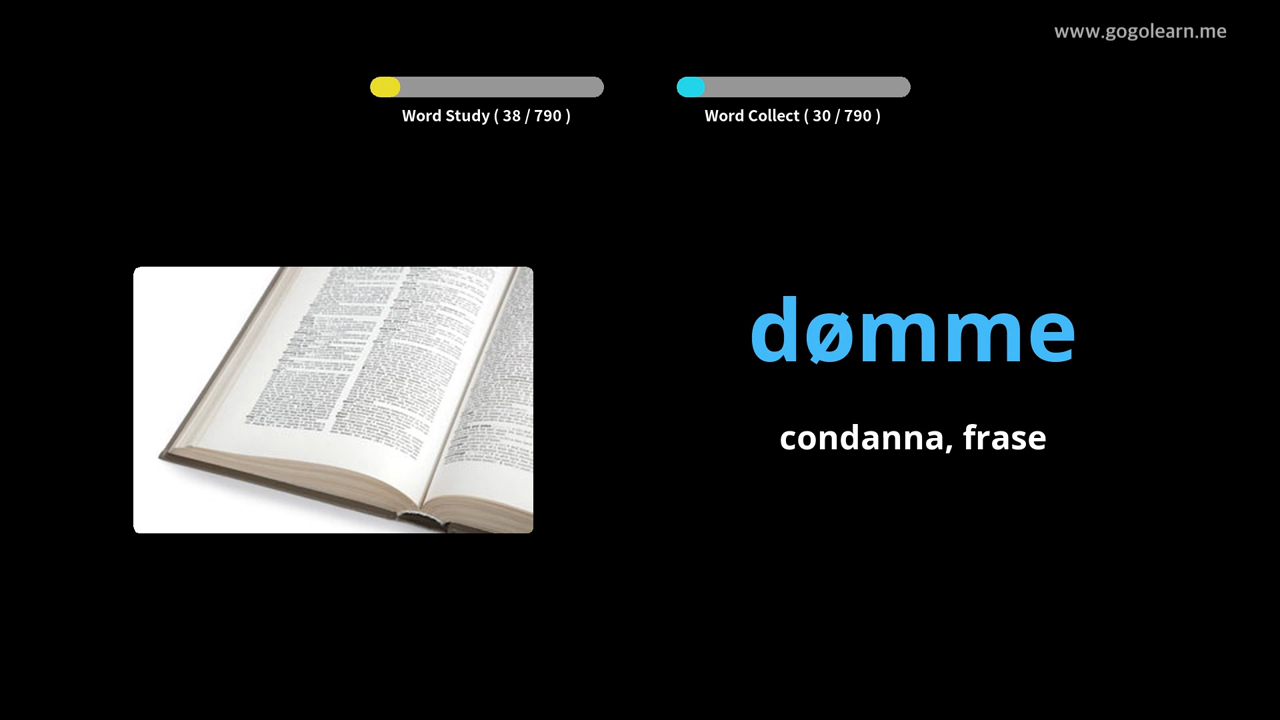 www.gogolearn.me
Word Study ( 38 / 790 )
Word Collect ( 30 / 790 )
dømme
condanna, frase